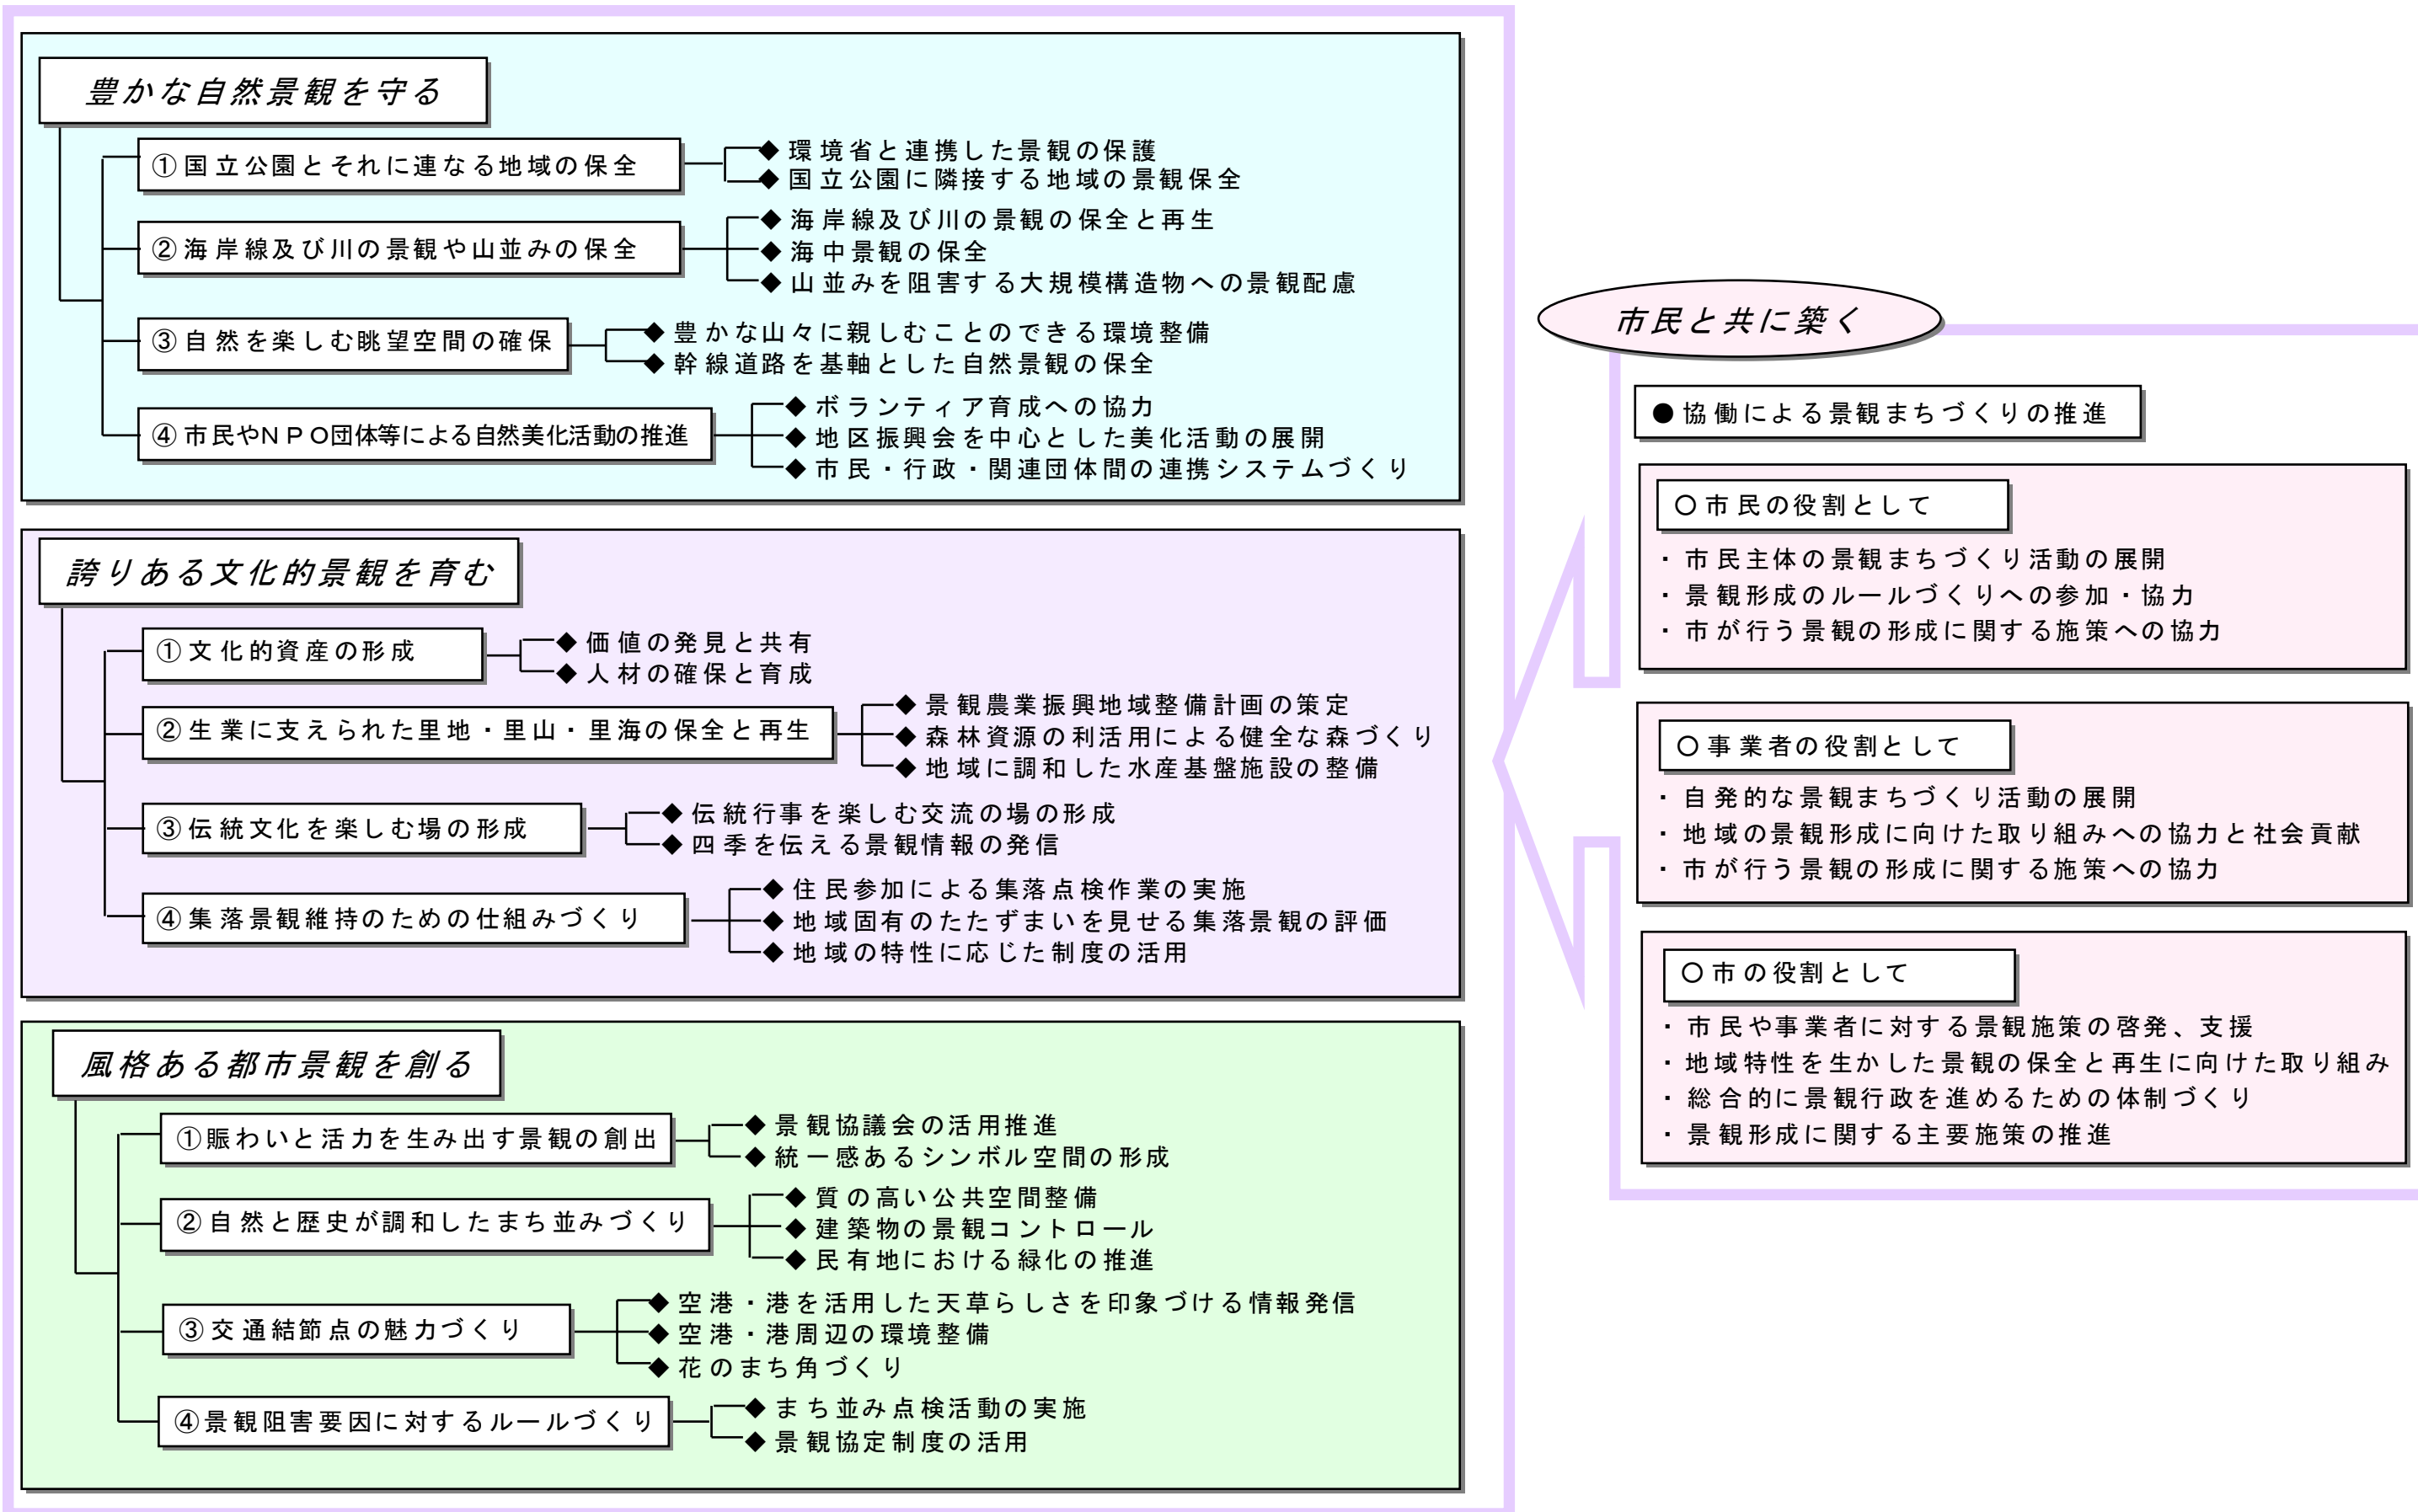 豊かな自然景観を守る
①国立公園とそれに連なる地域の保全
◆環境省と連携した景観の保護
◆国立公園に隣接する地域の景観保全
②海岸線及び川の景観や山並みの保全
◆海岸線及び川の景観の保全と再生
◆海中景観の保全
◆山並みを阻害する大規模構造物への景観配慮
③自然を楽しむ眺望空間の確保
◆豊かな山々に親しむことのできる環境整備
◆幹線道路を基軸とした自然景観の保全
④市民やNPO団体等による自然美化活動の推進
◆ボランティア育成への協力
◆地区振興会を中心とした美化活動の展開
◆市民・行政・関連団体間の連携システムづくり
誇りある文化的景観を育む
①文化的資産の形成
◆価値の発見と共有
◆人材の確保と育成
②生業に支えられた里地・里山・里海の保全と再生
◆景観農業振興地域整備計画の策定
◆森林資源の利活用による健全な森づくり
◆地域に調和した水産基盤施設の整備
③伝統文化を楽しむ場の形成
◆伝統行事を楽しむ交流の場の形成
◆四季を伝える景観情報の発信
④集落景観維持のための仕組みづくり
◆住民参加による集落点検作業の実施
◆地域固有のたたずまいを見せる集落景観の評価
◆地域の特性に応じた制度の活用
風格ある都市景観を創る
①賑わいと活力を生み出す景観の創出
◆景観協議会の活用推進
◆統一感あるシンボル空間の形成
②自然と歴史が調和したまち並みづくり
◆質の高い公共空間整備
◆建築物の景観コントロール
◆民有地における緑化の推進
③交通結節点の魅力づくり
◆空港・港を活用した天草らしさを印象づける情報発信
◆空港・港周辺の環境整備
◆花のまち角づくり
④景観阻害要因に対するルールづくり
◆まち並み点検活動の実施
◆景観協定制度の活用
市民と共に築く
●協働による景観まちづくりの推進
○市民の役割として
・市民主体の景観まちづくり活動の展開
・景観形成のルールづくりへの参加・協力
・市が行う景観の形成に関する施策への協力
○事業者の役割として
・自発的な景観まちづくり活動の展開
・地域の景観形成に向けた取り組みへの協力と社会貢献
・市が行う景観の形成に関する施策への協力
○市の役割として
・市民や事業者に対する景観施策の啓発、支援
・地域特性を生かした景観の保全と再生に向けた取り組み
・総合的に景観行政を進めるための体制づくり
・景観形成に関する主要施策の推進